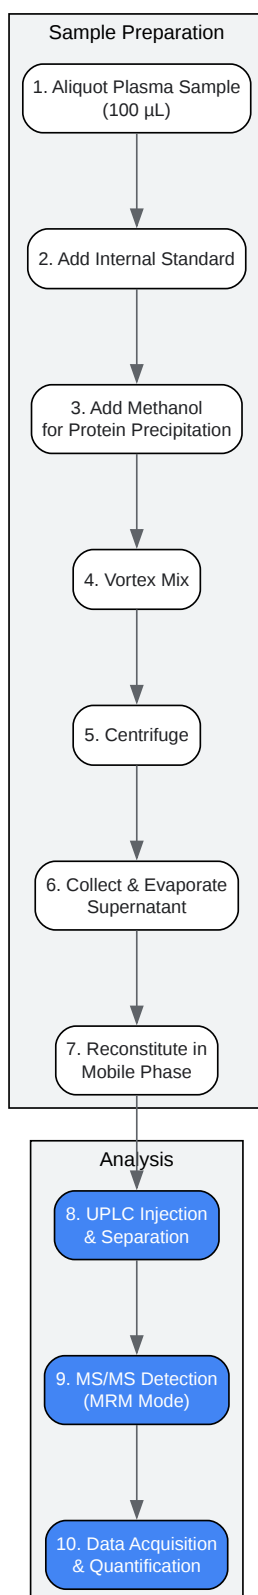 Sample Preparation
1. Aliquot Plasma Sample
(100 µL)
2. Add Internal Standard
3. Add Methanol
for Protein Precipitation
4. Vortex Mix
5. Centrifuge
6. Collect & Evaporate
Supernatant
7. Reconstitute in
Mobile Phase
Analysis
8. UPLC Injection
& Separation
9. MS/MS Detection
(MRM Mode)
10. Data Acquisition
& Quantification